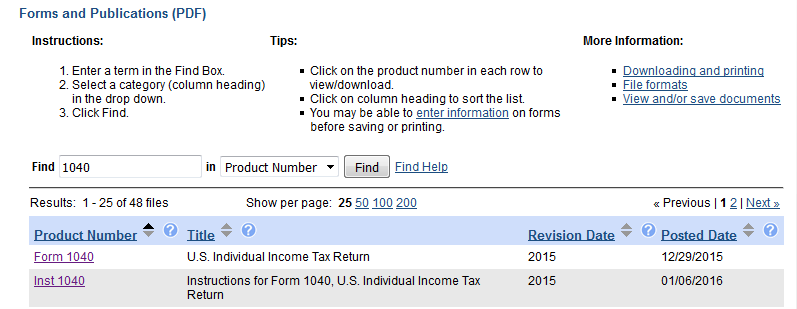 Forms and Publications (PDF)
Instructions:
1. Enter a term in the Find Box.
2. Select a category (column heading)
in the drop down.
3. Click Find.
Tips:
Click on the product number in each row to
view/download.
Click on column heading to sort the list.
You may be able to enter information on forms
before saving or printing.
More Information:
Downloading and printing
File formats
View and/or save documents
Find 1040 in Product Number Find Find Help
Results: 1 - 25 of 48 files Show per page: 25 50 100 200 « Previous | 1 2 | Next »
Product Number ? Title ? Revision Date ? Posted Date ?
Form 1040 U.S. Individual Income Tax Return 2015 12/29/2015
Inst 1040 Instructions for Form 1040, U.S. Individual Income Tax 2015 01/06/2016
Return